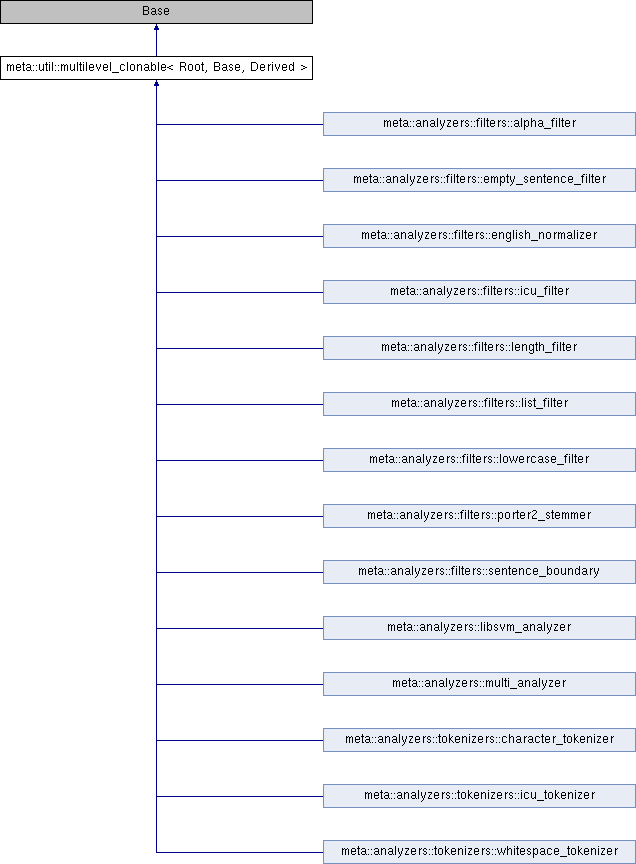 Base
meta::util::multilevel_clonable< Root, Base, Derived >
meta::analyzers::filters::alpha_filter
meta::analyzers::filters::empty_sentence_filter
meta::analyzers::filters::english_normalizer
meta::analyzers::filters::icu_filter
meta::analyzers::filters::length_filter
meta::analyzers::filters::list_filter
meta::analyzers::filters::lowercase_filter
meta::analyzers::filters::porter2_stemmer
meta::analyzers::filters::sentence_boundary
meta::analyzers::libsvm_analyzer
meta::analyzers::multi_analyzer
meta::analyzers::tokenizers::character_tokenizer
meta::analyzers::tokenizers::icu_tokenizer
meta::analyzers::tokenizers::whitespace_tokenizer